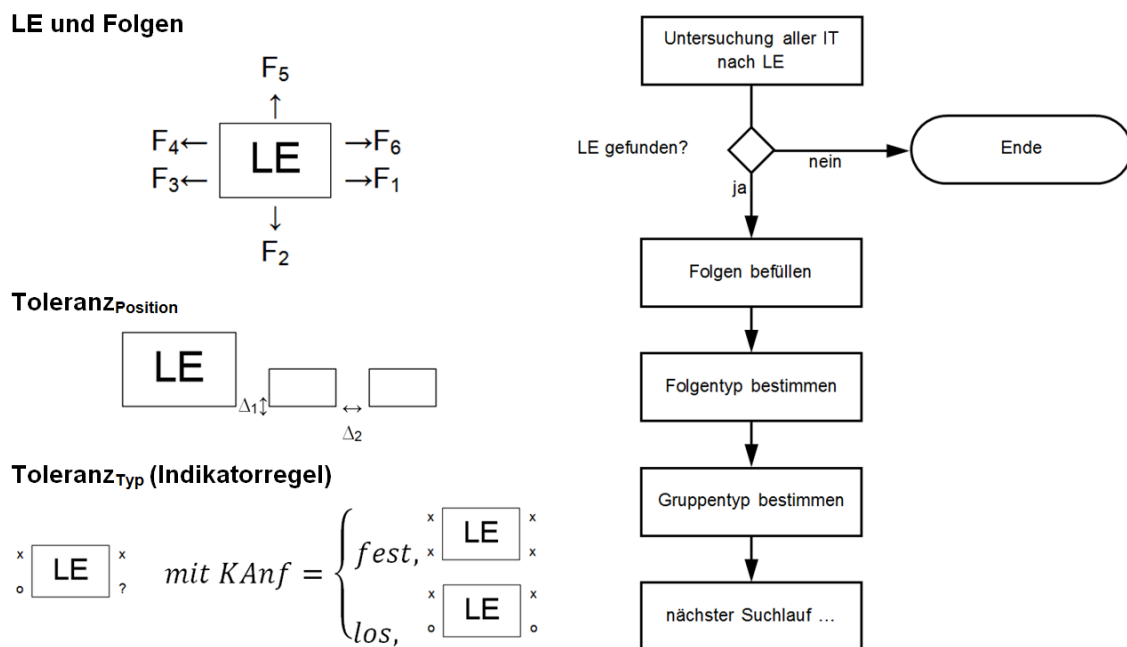 LE und Folgen
F₅
↑
F₄← →F₆
LE
F₃← →F₁
↓
F₂
Toleranz_Position
LE
Δ₁↕
↔
Δ₂
Toleranz_Typ (Indikatorregel)
x x
LE
o ?
mit KAnf =
x x
LE
fest,
x x
x x
LE
los,
o o
Untersuchung aller IT
nach LE
LE gefunden?
nein
Ende
ja
Folgen befüllen
Folgentyp bestimmen
Gruppentyp bestimmen
nächster Suchlauf ...